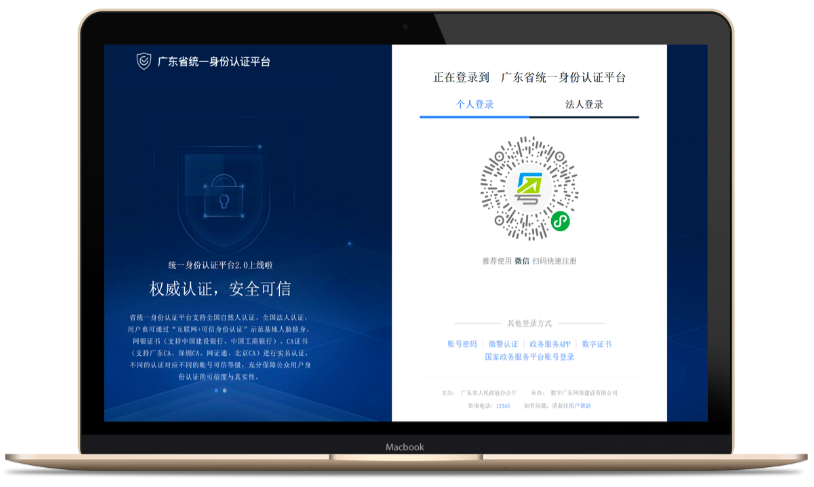 广东省统一身份认证平台
统一身份认证平台2.0上线啦
权威认证，安全可信
省统一身份认证平台支持全国自然人认证、全国法人认证，
用户也可通过“互联网+可信身份认证”示范基地人脸核身、
网银证书（支持中国建设银行、中国工商银行）、CA证书
（支持广东CA、深圳CA、网证通、北京CA）进行实名认证，
不同的认证对应不同的账号可信等级，充分保障公众用户身
份认证的可信度与真实性。
正在登录到 广东省统一身份认证平台
个人登录 法人登录
推荐使用 微信 扫码快速注册
其他登录方式
账号密码 | 微警认证 | 政务服务APP | 数字证书
国家政务服务平台账号登录
主办： 广东省人民政府办公厅 承办： 数字广东网络建设有限公司
咨询电话：12345 如有问题，请前往用户帮助
Macbook